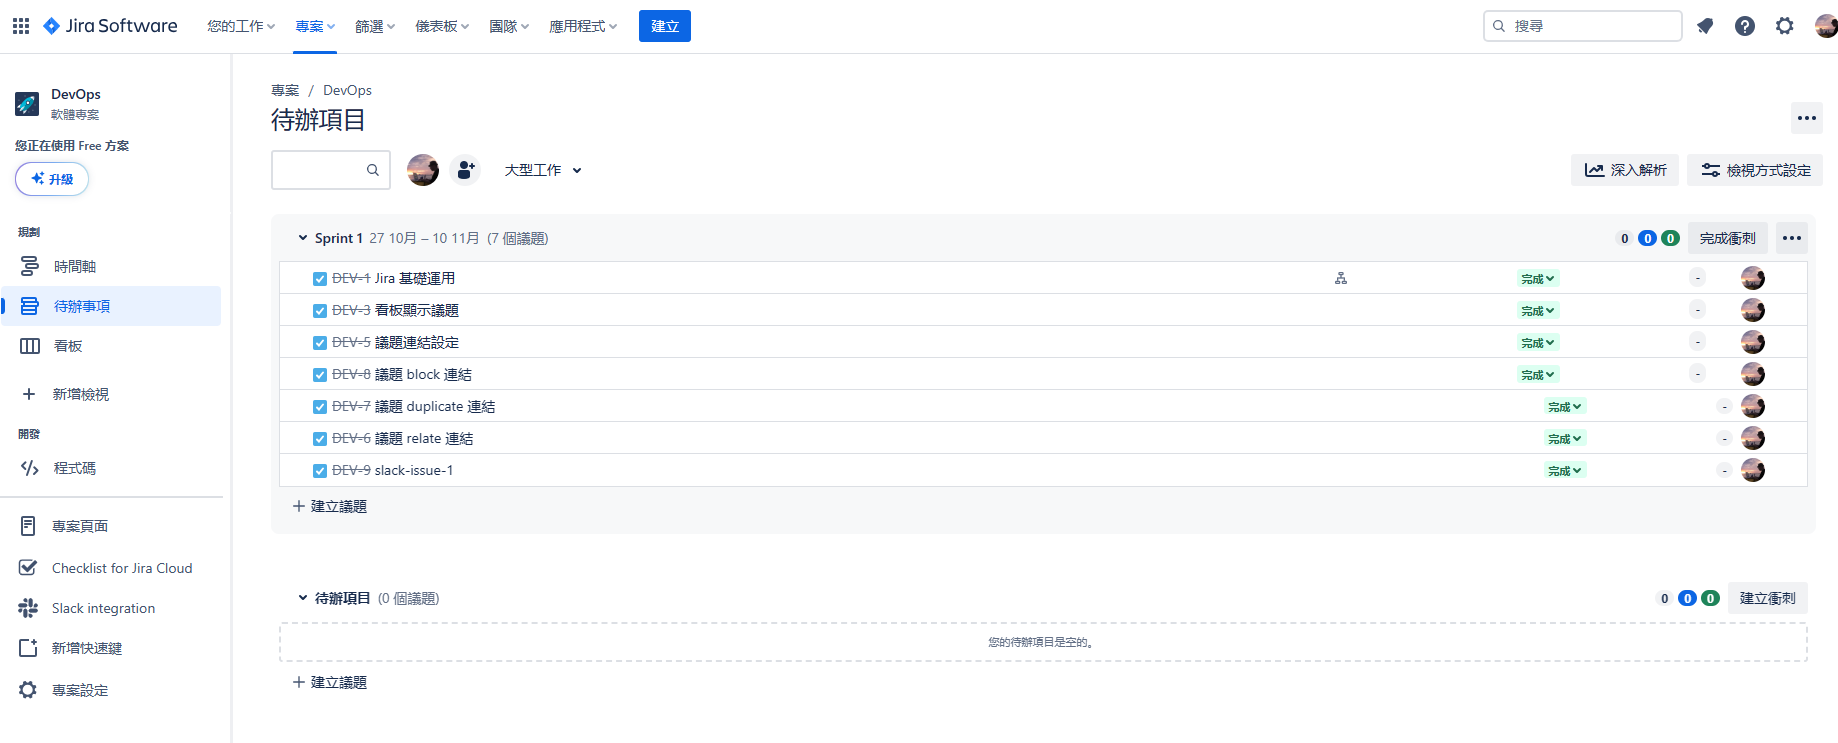 Jira Software 您的工作 專案 篩選 儀表板 團隊 應用程式 建立 搜尋
DevOps
軟體專案
您正在使用 Free 方案
升級
規劃
時間軸
待辦事項
看板
新增檢視
開發
程式碼
專案頁面
Checklist for Jira Cloud
Slack integration
新增快速鍵
專案設定
專案 / DevOps
待辦項目
大型工作 深入解析 檢視方式設定
Sprint 1 27 10月 – 10 11月 (7 個議題) 0 0 0 完成衝刺
DEV-1 Jira 基礎運用 完成 -
DEV-3 看板顯示議題 完成 -
DEV-5 議題連結設定 完成 -
DEV-8 議題 block 連結 完成 -
DEV-7 議題 duplicate 連結 完成 -
DEV-6 議題 relate 連結 完成 -
DEV-9 slack-issue-1 完成 -
建立議題
待辦項目 (0 個議題) 0 0 0 建立衝刺
您的待辦項目是空的。
建立議題